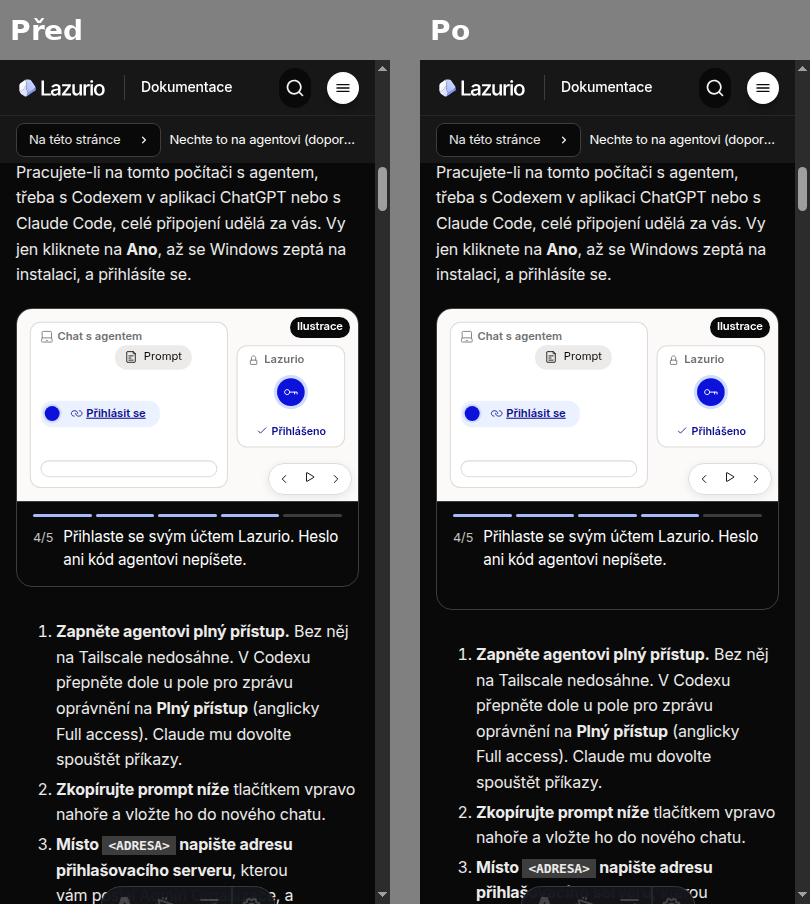 Před
Lazurio
Dokumentace
Na této stránce
Nechte to na agentovi (dopor...
Pracujete-li na tomto počítači s agentem,
třeba s Codexem v aplikaci ChatGPT nebo s
Claude Code, celé připojení udělá za vás. Vy
jen kliknete na Ano, až se Windows zeptá na
instalaci, a přihlásíte se.
Ilustrace
Chat s agentem
Prompt
Lazurio
Přihlásit se
Přihlášeno
4/5 Přihlaste se svým účtem Lazurio. Heslo
ani kód agentovi nepíšete.
1. Zapněte agentovi plný přístup. Bez něj
na Tailscale nedosáhne. V Codexu
přepněte dole u pole pro zprávu
oprávnění na Plný přístup (anglicky
Full access). Claude mu dovolte
spouštět příkazy.
2. Zkopírujte prompt níže tlačítkem vpravo
nahoře a vložte ho do nového chatu.
3. Místo <ADRESA> napište adresu
přihlašovacího serveru, kterou
vám
a
Po
Lazurio
Dokumentace
Na této stránce
Nechte to na agentovi (dopor...
Pracujete-li na tomto počítači s agentem,
třeba s Codexem v aplikaci ChatGPT nebo s
Claude Code, celé připojení udělá za vás. Vy
jen kliknete na Ano, až se Windows zeptá na
instalaci, a přihlásíte se.
Ilustrace
Chat s agentem
Prompt
Lazurio
Přihlásit se
Přihlášeno
4/5 Přihlaste se svým účtem Lazurio. Heslo
ani kód agentovi nepíšete.
1. Zapněte agentovi plný přístup. Bez něj
na Tailscale nedosáhne. V Codexu
přepněte dole u pole pro zprávu
oprávnění na Plný přístup (anglicky
Full access). Claude mu dovolte
spouštět příkazy.
2. Zkopírujte prompt níže tlačítkem vpravo
nahoře a vložte ho do nového chatu.
3. Místo <ADRESA> napište adresu